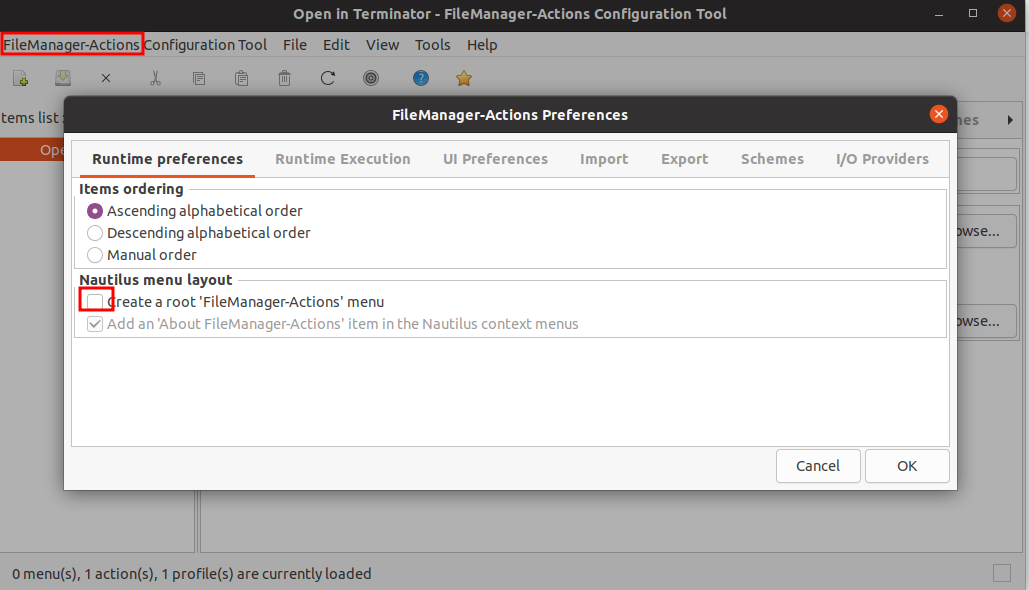 Open in Terminator - FileManager-Actions Configuration Tool
FileManager-Actions Configuration Tool File Edit View Tools Help
tems list
FileManager-Actions Preferences
Ope
Runtime preferences Runtime Execution UI Preferences Import Export Schemes I/O Providers
Items ordering
Ascending alphabetical order
Descending alphabetical order
owse...
Manual order
Nautilus menu layout
Create a root 'FileManager-Actions' menu
Add an 'About FileManager-Actions' item in the Nautilus context menus
owse...
Cancel OK
0 menu(s), 1 action(s), 1 profile(s) are currently loaded